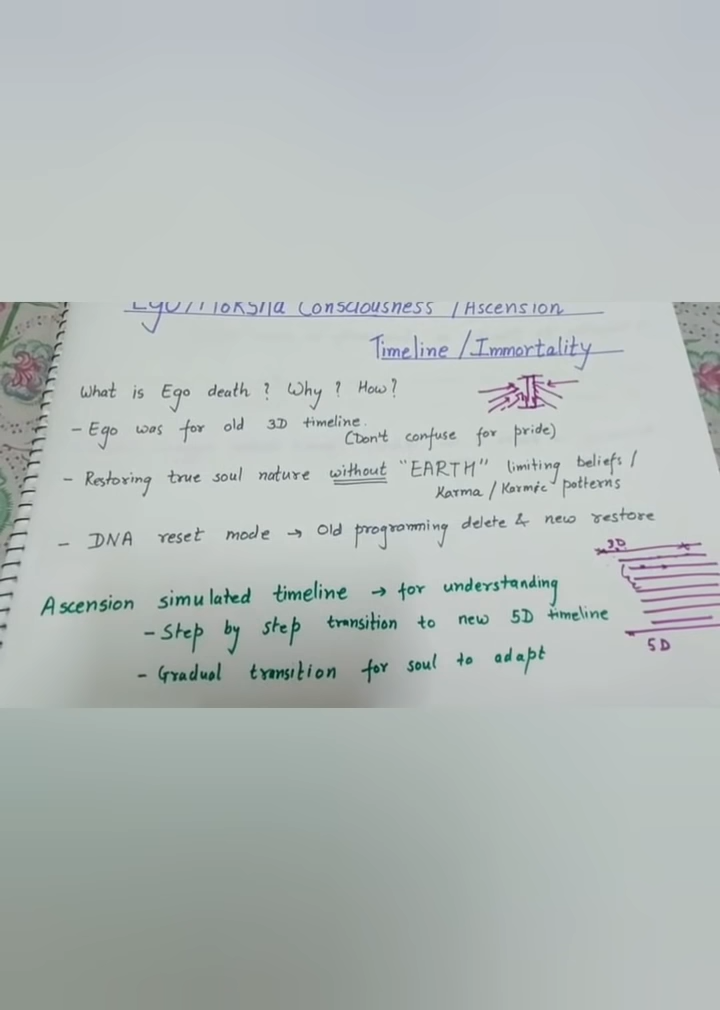 Consciousness / Ascension
Timeline / Immortality
What is Ego death ? Why ? How ?
- Ego was for old 3D timeline.
(Don't confuse for pride)
- Restoring true soul nature without "EARTH" limiting beliefs /
Karma / Karmic patterns
- DNA reset mode → Old programming delete & new restore
3D
Ascension simulated timeline → for understanding
- Step by step transition to new 5D timeline
5D
- Gradual transition for soul to adapt